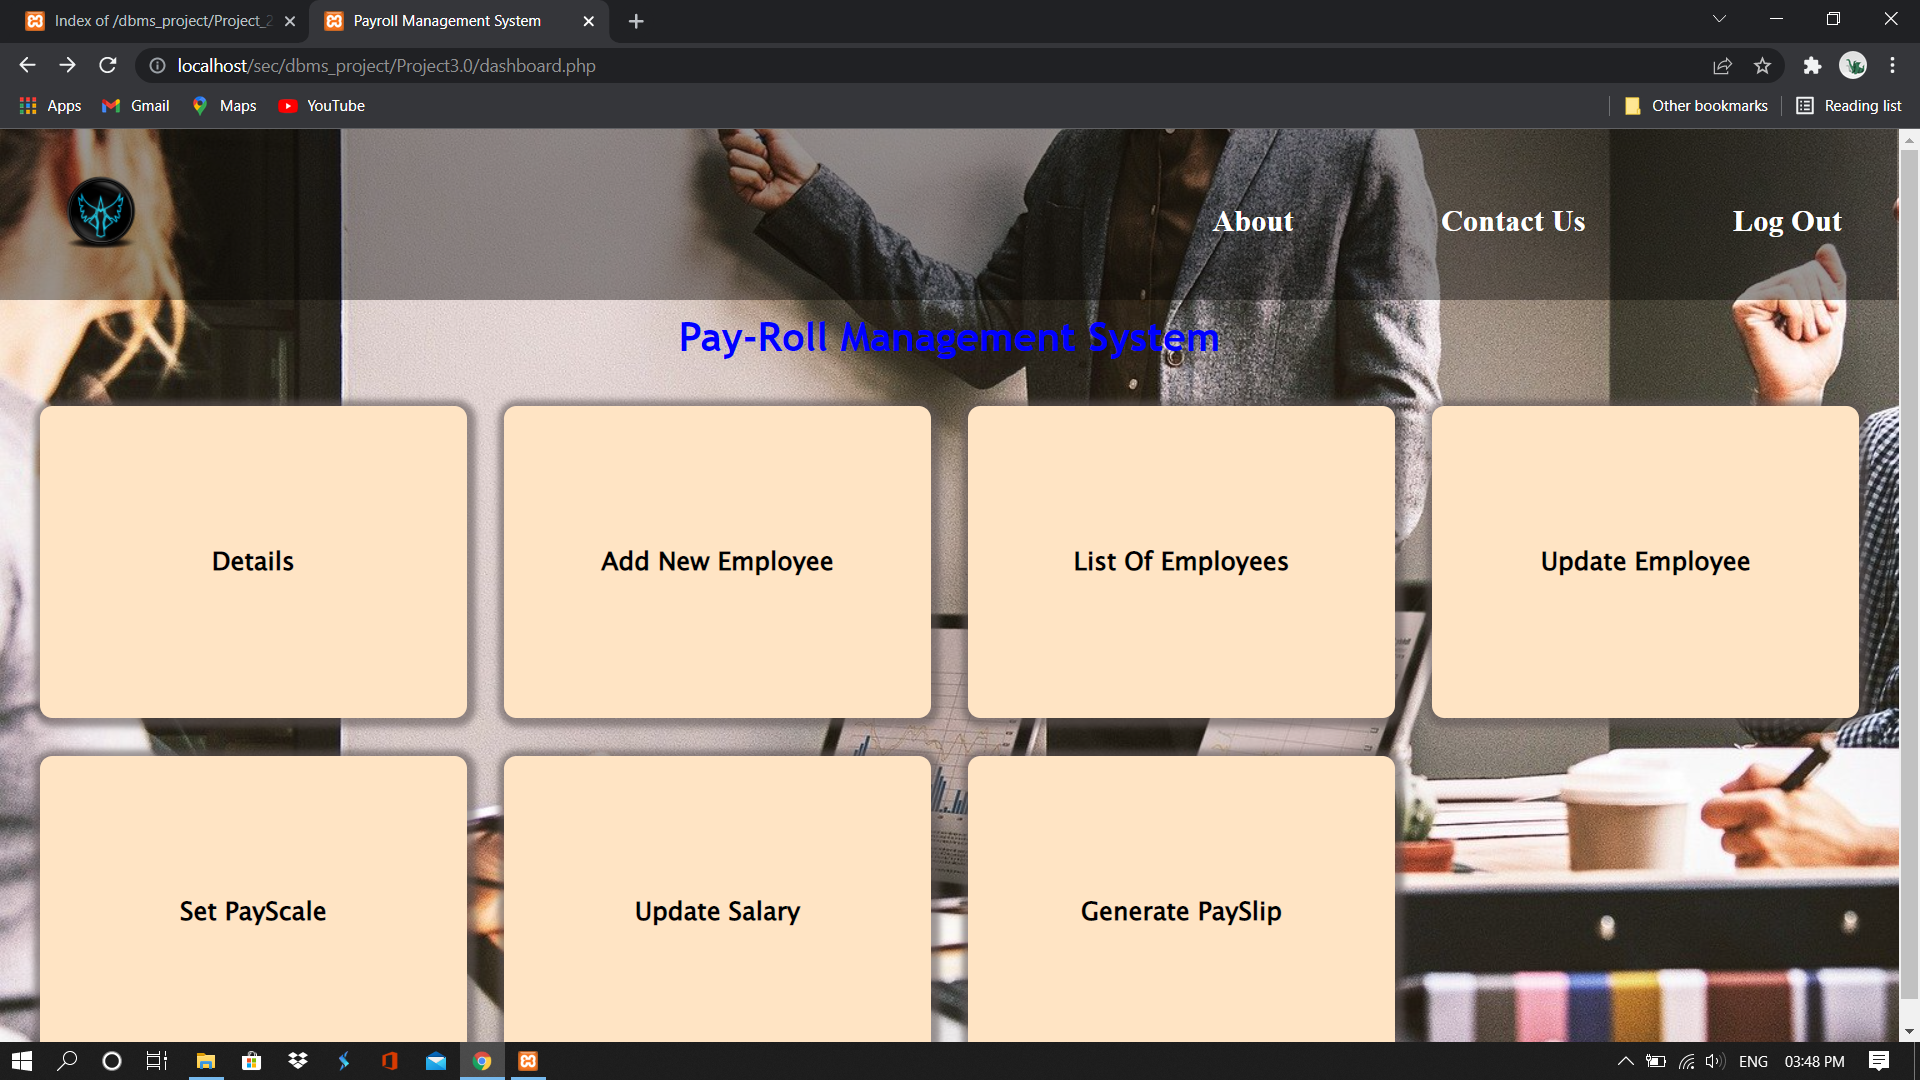 Index of /dbms_project/Project_2
Payroll Management System
localhost/sec/dbms_project/Project3.0/dashboard.php
Apps
Gmail
Maps
YouTube
Other bookmarks
Reading list
About
Contact Us
Log Out
Pay-Roll Management System
Details
Add New Employee
List Of Employees
Update Employee
Set PayScale
Update Salary
Generate PaySlip
ENG
03:48 PM